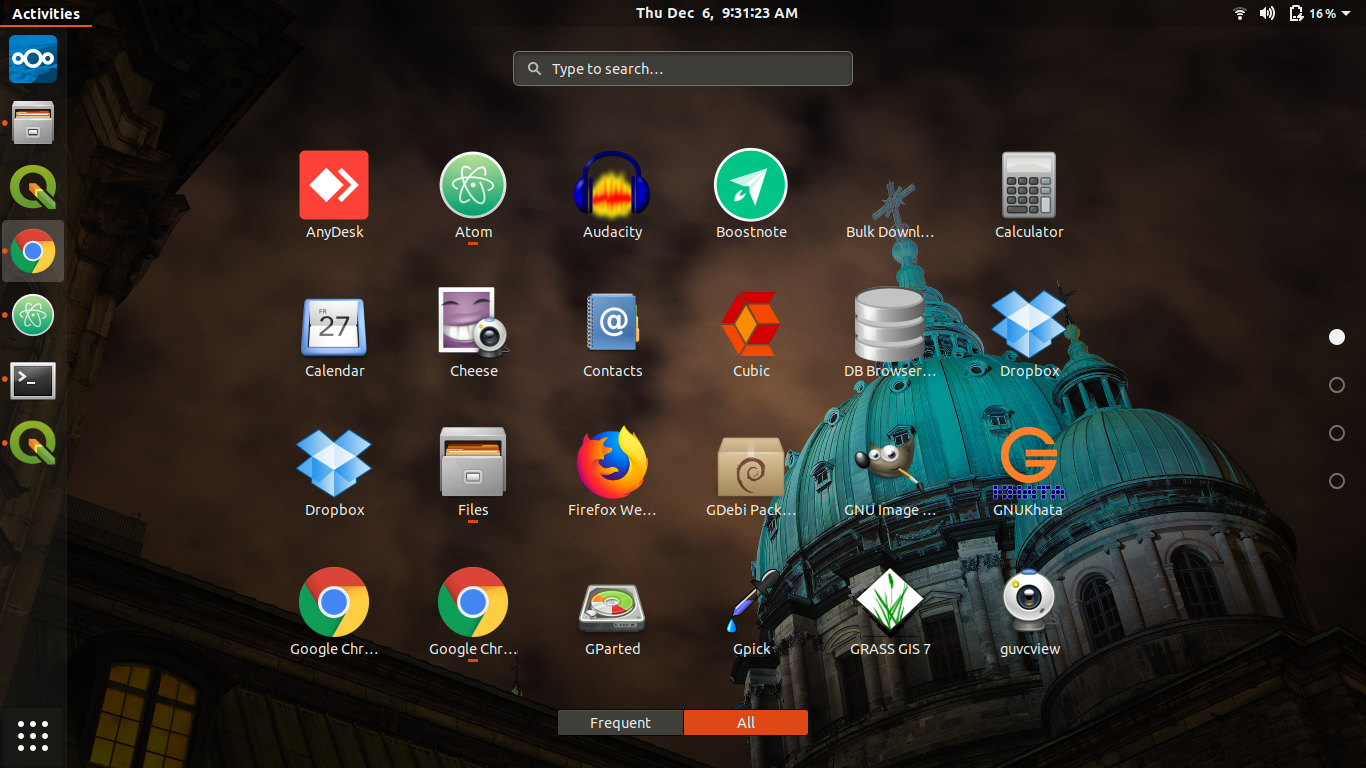 Activities
Thu Dec 6, 9:31:23 AM
16%
Type to search...
AnyDesk
Atom
Audacity
Boostnote
Bulk Downl...
Calculator
FR
27
@
Calendar
Cheese
Contacts
Cubic
DB Browser...
Dropbox
Dropbox
Files
Firefox We...
GDebi Pack...
GNU Image ...
GNUKhata
Google Chr...
Google Chr...
GParted
Gpick
GRASS GIS 7
guvcview
Frequent
All